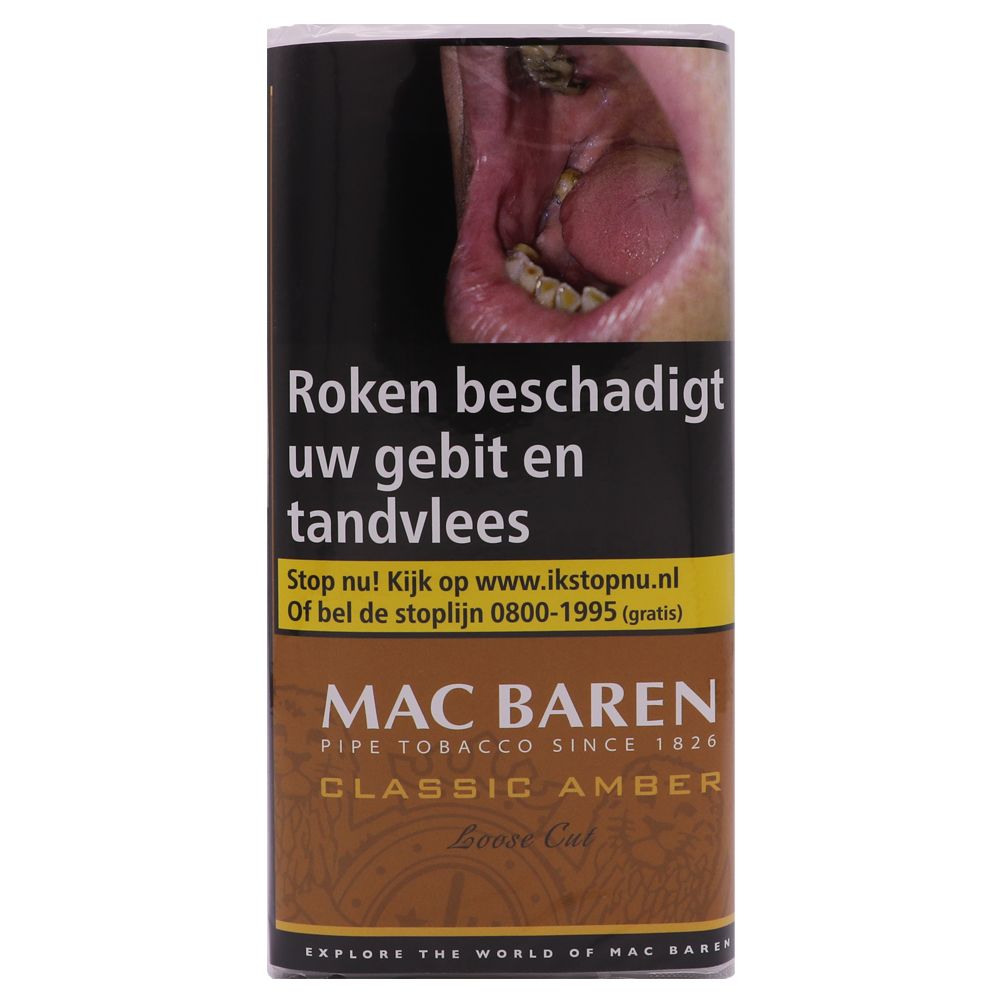 Roken beschadigt
uw gebit en
tandvlees
Stop nu! Kijk op www.ikstopnu.nl
Of bel de stoplijn 0800-1995 (gratis)
MAC BAREN
PIPE TOBACCO SINCE 1826
CLASSIC AMBER
Loose Cut
EXPLORE THE WORLD OF MAC BAREN